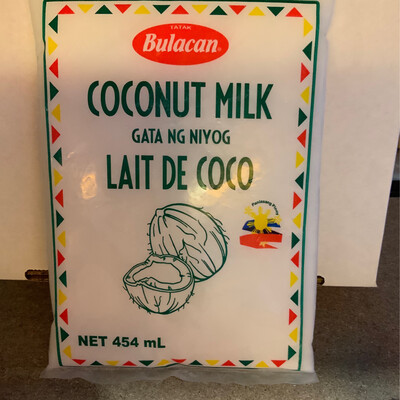 TATAK
Bulacan®
COCONUT MILK
GATA NG NIYOG
LAIT DE COCO
NET 454 mL